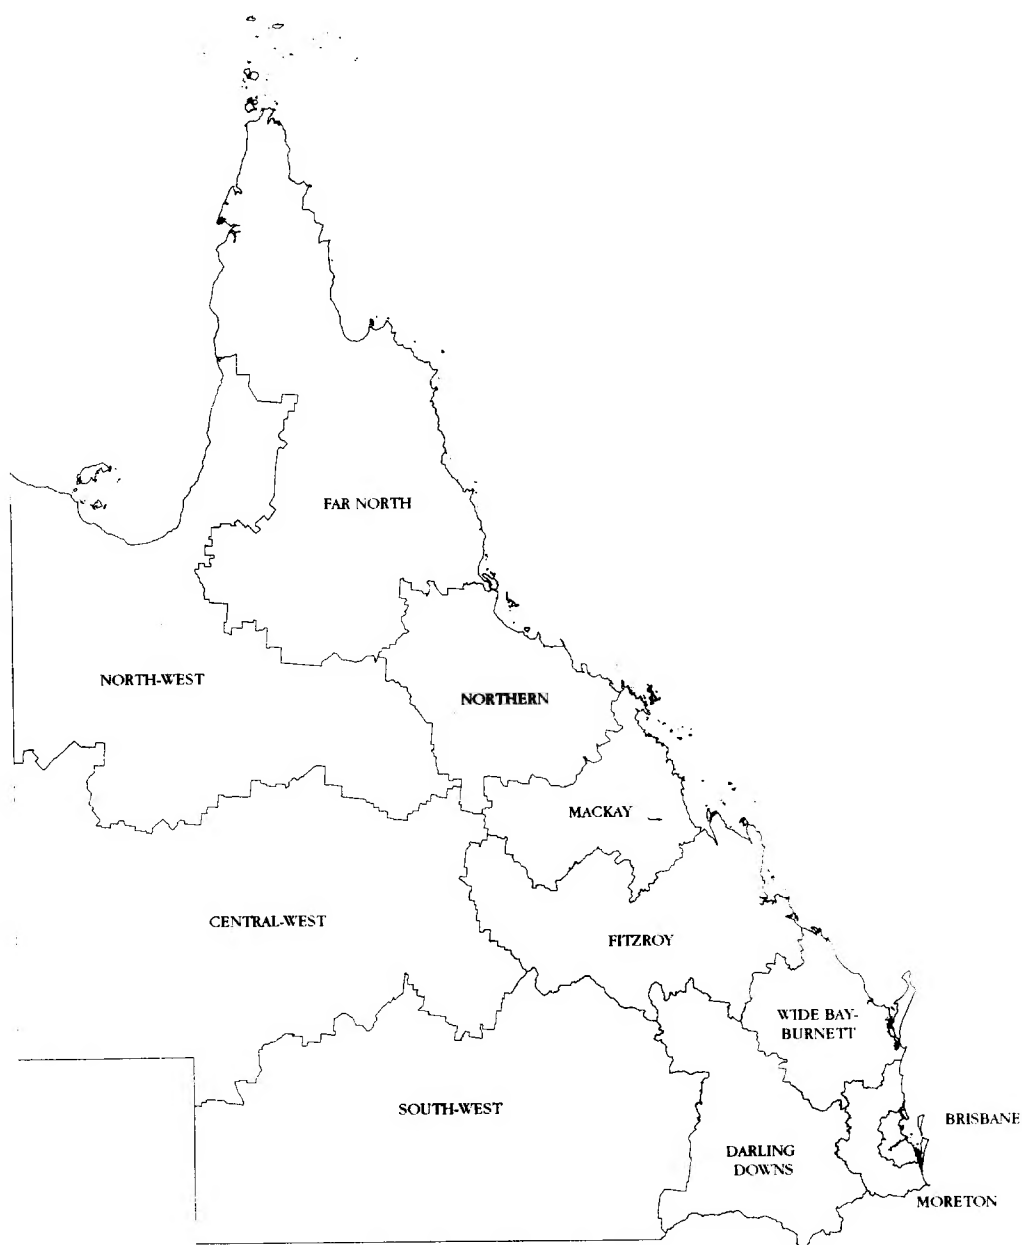 FAR NORTH
NORTH-WEST
NORTHERN
MACKAY
CENTRAL-WEST
FITZROY
WIDE BAY-
BURNETT
SOUTH-WEST
BRISBANE
DARLING
DOWNS
MORETON